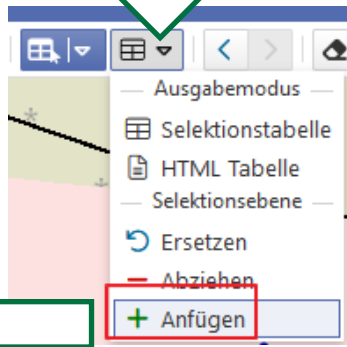 Ausgabemodus
Selektionstabelle
HTML Tabelle
Selektionsebene
Ersetzen
Abziehen
Anfügen